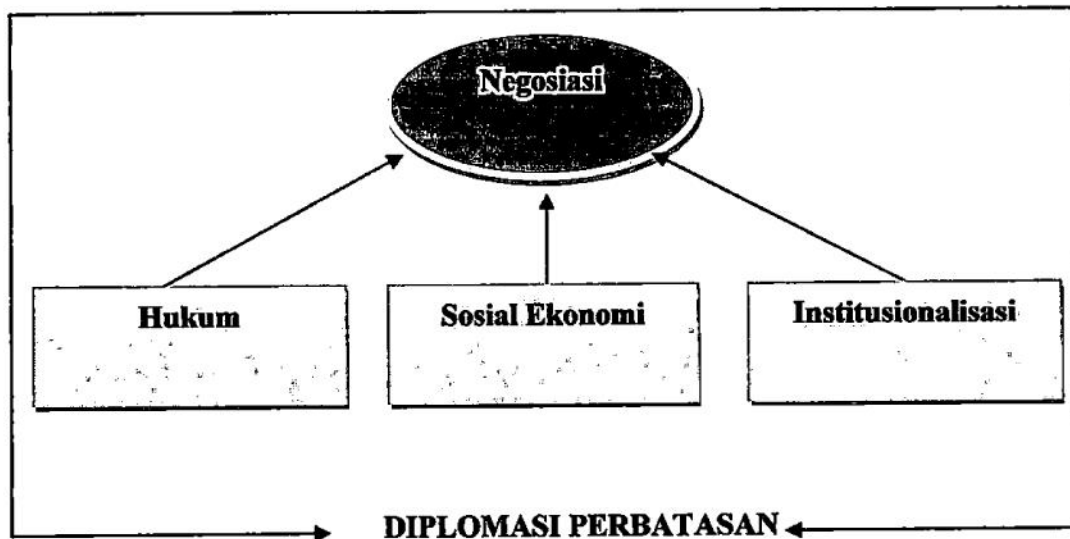 Negosiasi
Hukum
Sosial Ekonomi
Institusionalisasi
DIPLOMASI PERBATASAN